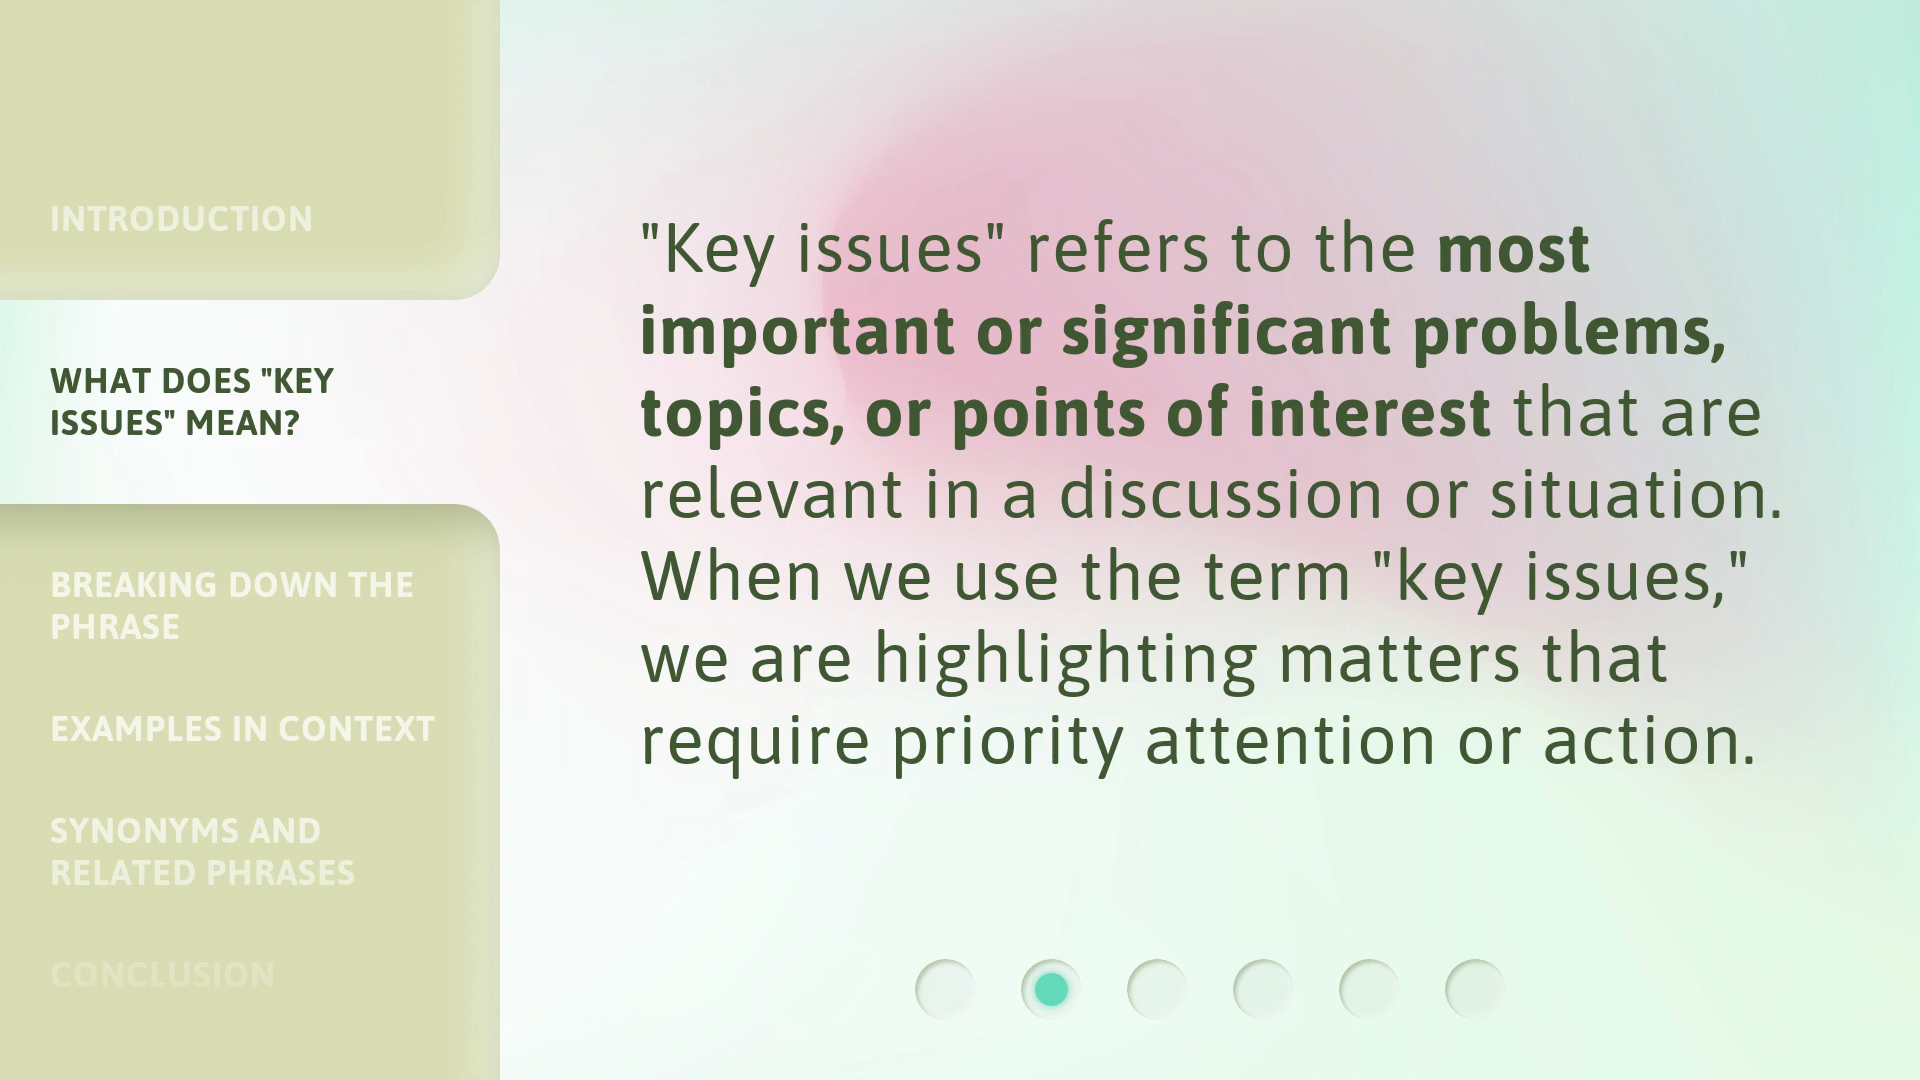 INTRODUCTION
WHAT DOES "KEY
ISSUES" MEAN?
BREAKING DOWN THE
PHRASE
EXAMPLES IN CONTEXT
SYNONYMS AND
RELATED PHRASES
CONCLUSION
"Key issues" refers to the most
important or significant problems,
topics, or points of interest that are
relevant in a discussion or situation.
When we use the term "key issues,"
we are highlighting matters that
require priority attention or action.